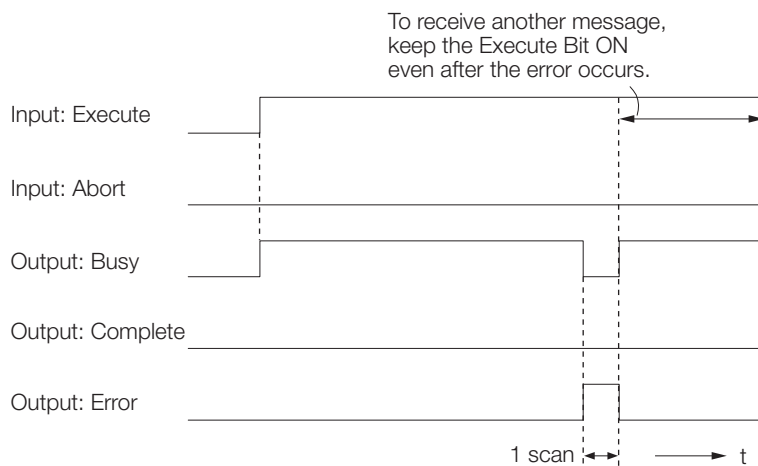 To receive another message,
keep the Execute Bit ON
even after the error occurs.
Input: Execute
Input: Abort
Output: Busy
Output: Complete
Output: Error
1 scan
t